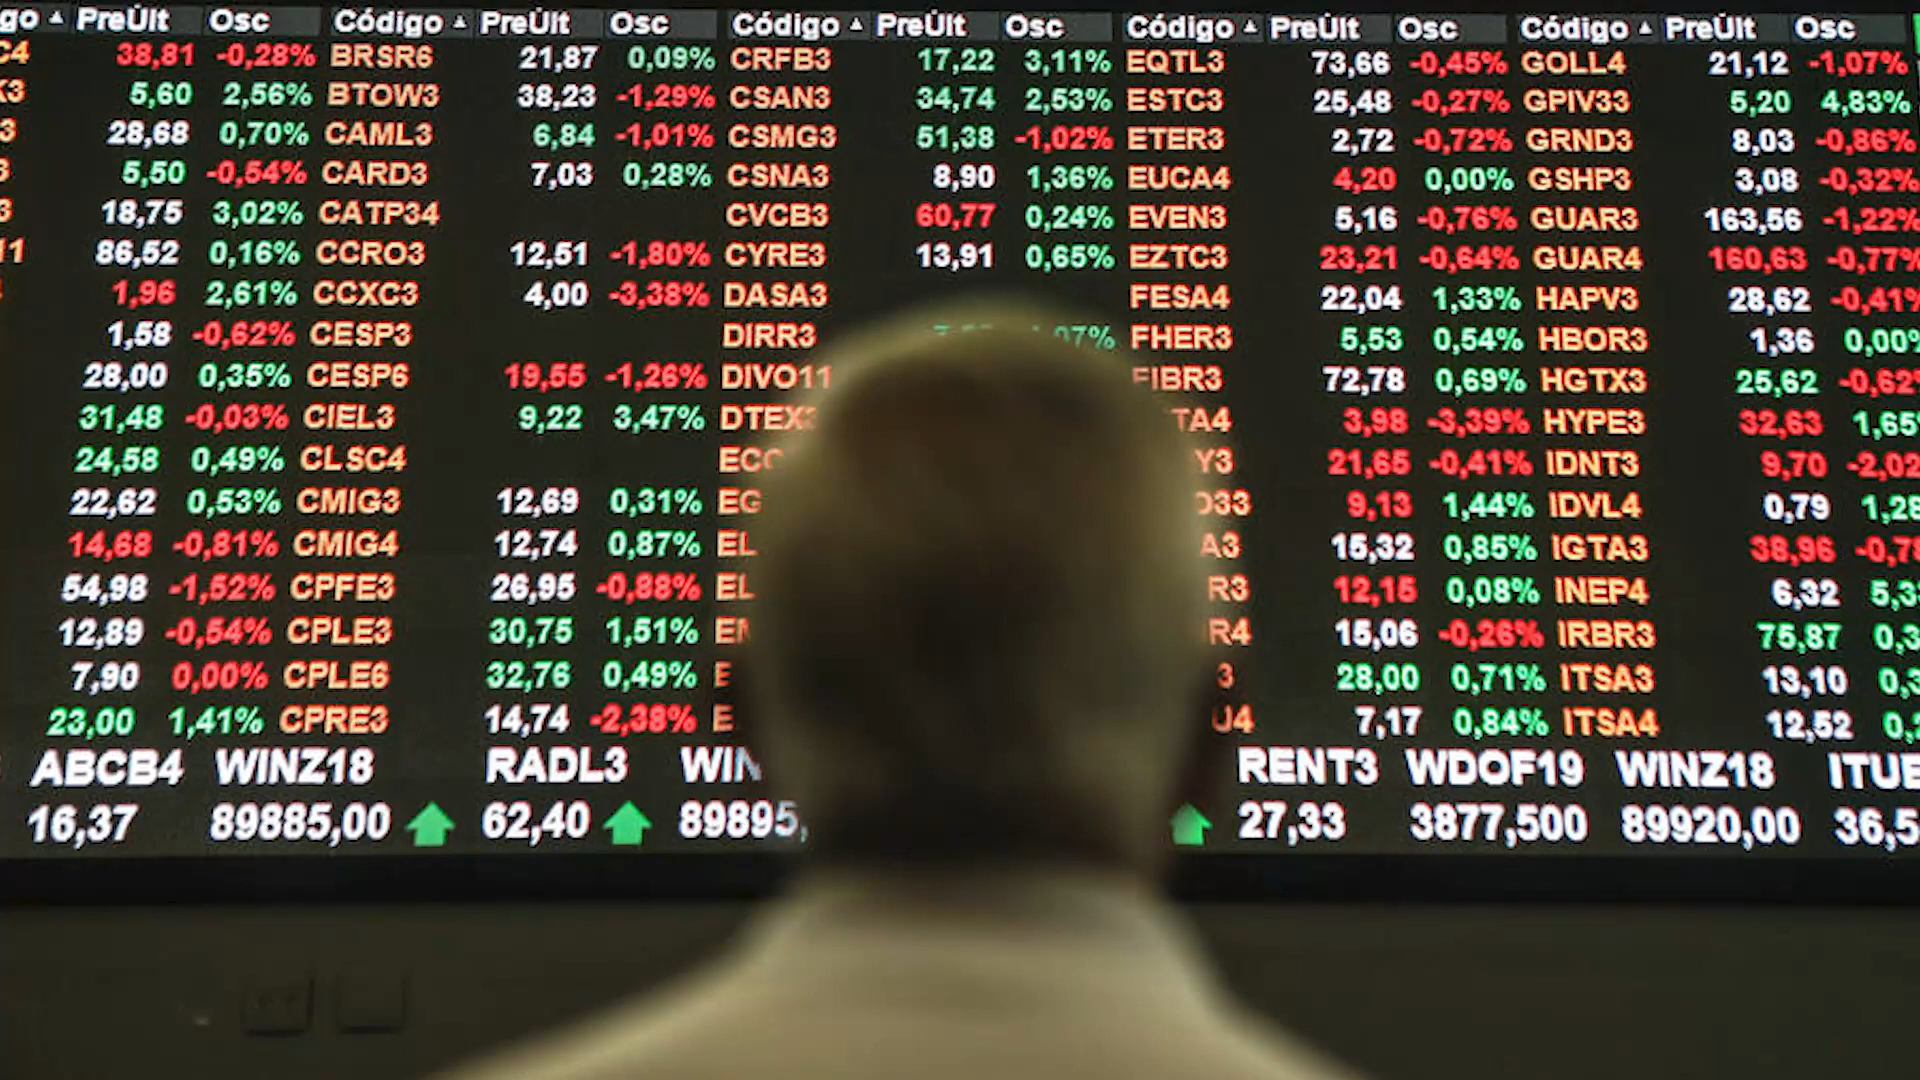 go ▲ PreÚlt Osc Código ▲ PreÚlt Osc Código ▲ PreÚlt Osc Código ▲ PreÚlt Osc Código ▲ PreÚlt Osc
C4 38,81 -0,28% BRSR6 21,87 0,09% CRFB3 17,22 3,11% EQTL3 73,66 -0,45% GOLL4 21,12 -1,07%
3 5,60 2,56% BTOW3 38,23 -1,29% CSAN3 34,74 2,53% ESTC3 25,48 -0,27% GPIV33 5,20 4,83%
3 28,68 0,70% CAML3 6,84 -1,01% CSMG3 51,38 -1,02% ETER3 2,72 -0,72% GRND3 8,03 -0,86%
3 5,50 -0,54% CARD3 7,03 0,28% CSNA3 8,90 1,36% EUCA4 4,20 0,00% GSHP3 3,08 -0,32%
3 18,75 3,02% CATP34 CVCB3 60,77 0,24% EVEN3 5,16 -0,76% GUAR3 163,56 -1,22%
11 86,52 0,16% CCRO3 12,51 -1,80% CYRE3 13,91 0,65% EZTC3 23,21 -0,64% GUAR4 160,63 -0,77%
1,96 2,61% CCXC3 4,00 -3,38% DASA3 FESA4 22,04 1,33% HAPV3 28,62 -0,41%
1,58 -0,62% CESP3 DIRR3 07% FHER3 5,53 0,54% HBOR3 1,36 0,00%
28,00 0,35% CESP6 19,55 -1,26% DIVO11 FIBR3 72,78 0,69% HGTX3 25,62 -0,62%
31,48 -0,03% CIEL3 9,22 3,47% DTEX3 TA4 3,98 -3,39% HYPE3 32,63 1,65
24,58 0,49% CLSC4 ECO Y3 21,65 -0,41% IDNT3 9,70 -2,02
22,62 0,53% CMIG3 12,69 0,31% EG 33 9,13 1,44% IDVL4 0,79 1,28
14,68 -0,81% CMIG4 12,74 0,87% EL A3 15,32 0,85% IGTA3 38,96 -0,78
54,98 -1,52% CPFE3 26,95 -0,88% EL R3 12,15 0,08% INEP4 6,32 5,3
12,89 -0,54% CPLE3 30,75 1,51% EM R4 15,06 -0,26% IRBR3 75,87 0,3
7,90 0,00% CPLE6 32,76 0,49% E 3 28,00 0,71% ITSA3 13,10 0,3
23,00 1,41% CPRE3 14,74 -2,38% E U4 7,17 0,84% ITSA4 12,52 0,2
ABCB4 WINZ18 RADL3 WIN RENT3 WDOF19 WINZ18 ITUB
16,37 89885,00 62,40 89895, 27,33 3877,500 89920,00 36,5